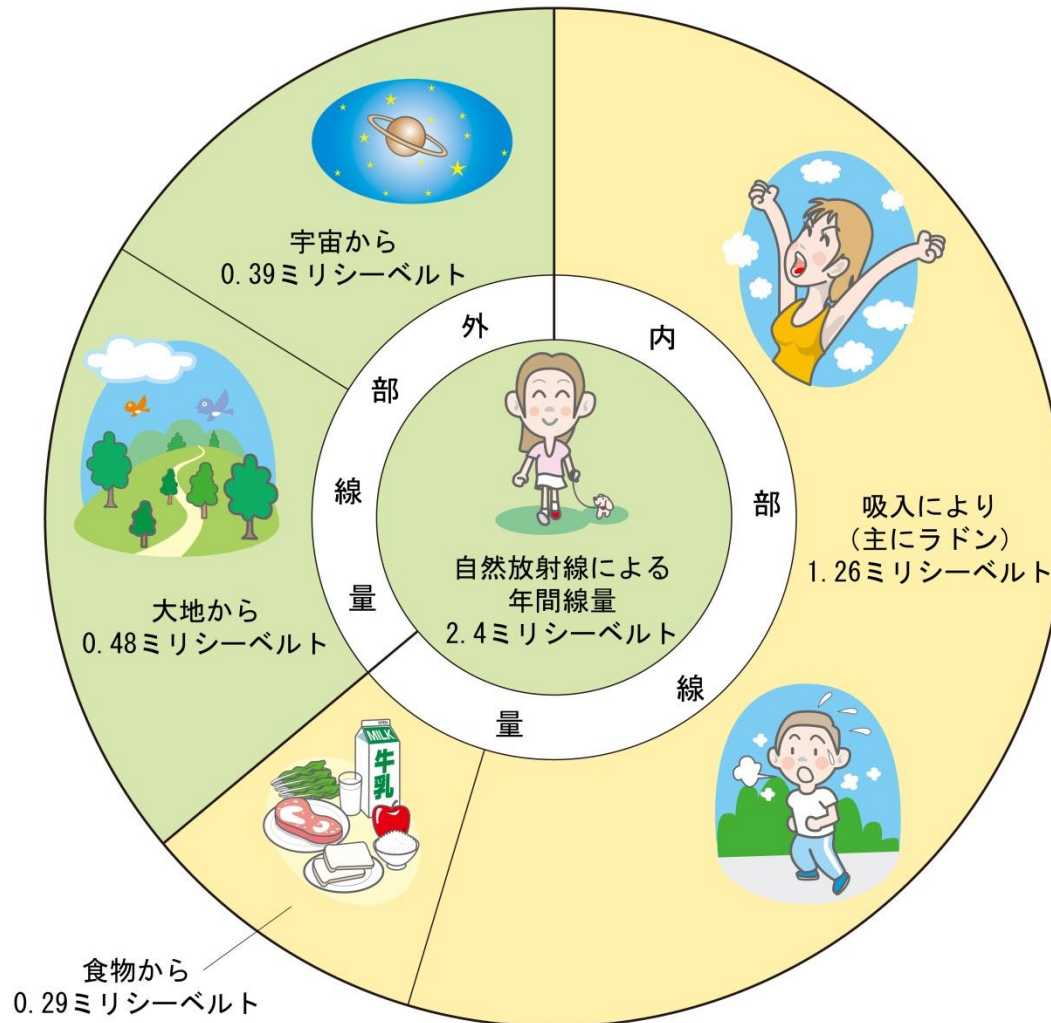 宇宙から
0.39ミリシーベルト
大地から
0.48ミリシーベルト
外部線量
内部線量
自然放射線による
年間線量
2.4ミリシーベルト
吸入により
(主にラドン)
1.26ミリシーベルト
MILK
牛乳
食物から
0.29ミリシーベルト